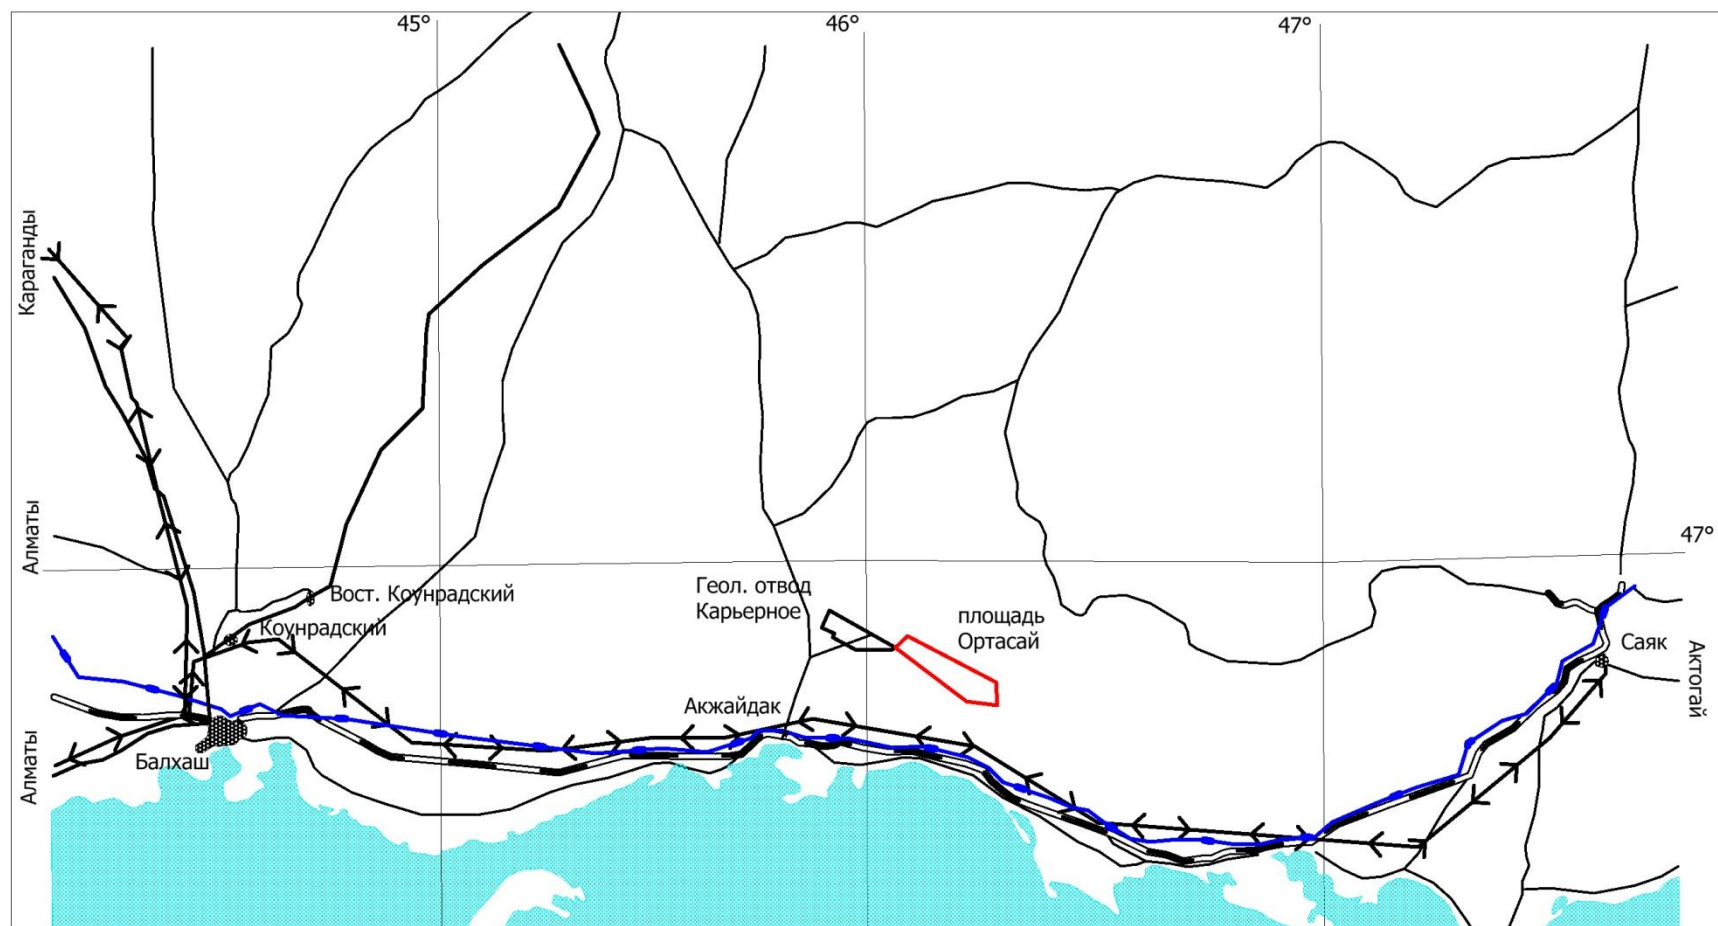 45°
46°
47°
Караганды
Алматы
47°
Вост. Коунрадский
Коунрадский
Геол. отвод
Карьерное
площадь
Ортасай
Саяк
Актогай
Акжайдак
Балхаш
Алматы